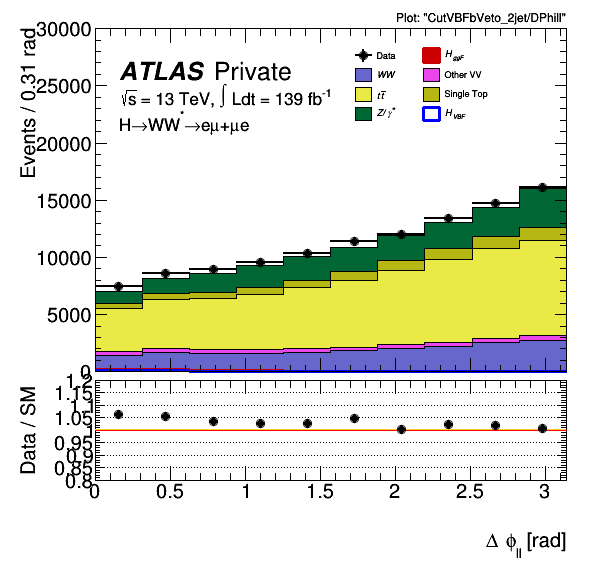 Plot: "CutVBFbVeto_2jet/DPhill"
Events / 0.31 rad
30000
25000
20000
15000
10000
5000
0
ATLAS Private
√s = 13 TeV, ∫ Ldt = 139 fb⁻¹
H→WW*→eμ+μe
Data
WW
tt̄
Z/γ*
H_ggF
Other VV
Single Top
H_VBF
Data / SM
1.2
1.15
1.1
1.05
1
0.95
0.9
0.85
0.8
0 0.5 1 1.5 2 2.5 3
Δ ϕ_ll [rad]